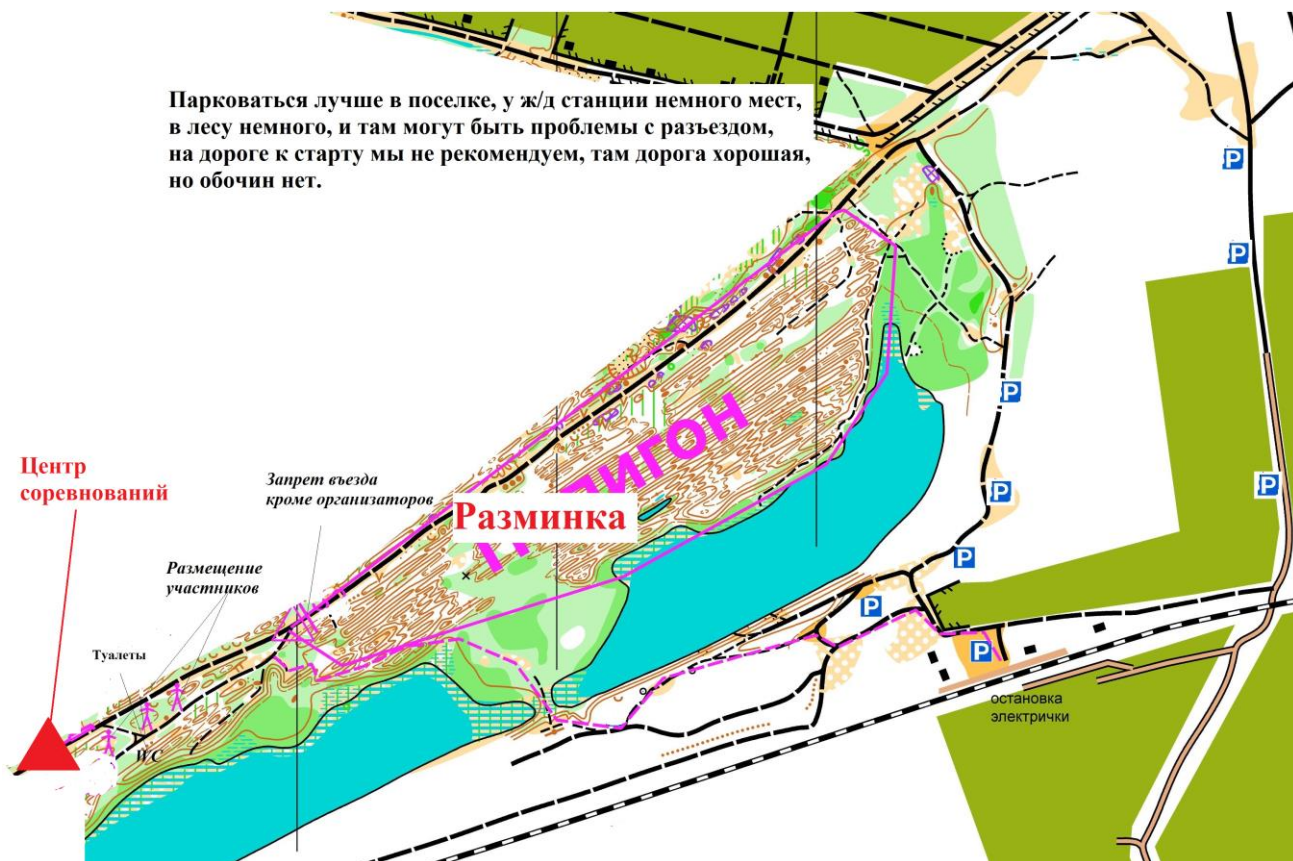 Парковаться лучше в поселке, у ж/д станции немного мест,
в лесу немного, и там могут быть проблемы с разъездом,
на дороге к старту мы не рекомендуем, там дорога хорошая,
но обочин нет.
P
P
P
P
P
P
P
P
Центр
соревнований
Запрет въезда
кроме организаторов
Разминка
Размещение
участников
Туалеты
WC
остановка
электрички